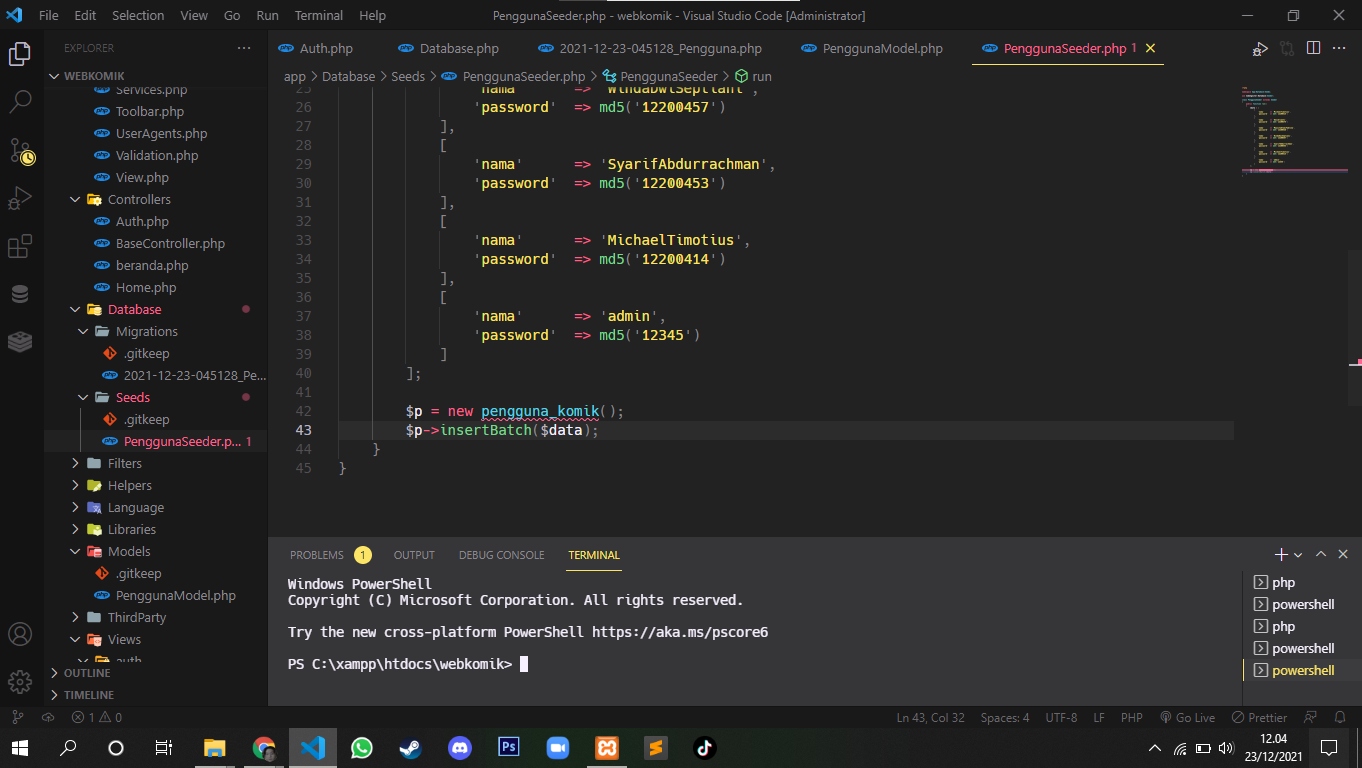 File Edit Selection View Go Run Terminal Help PenggunaSeeder.php - webkomik - Visual Studio Code [Administrator]
EXPLORER
WEBKOMIK
Services.php
Toolbar.php
UserAgents.php
Validation.php
View.php
Controllers
Auth.php
BaseController.php
beranda.php
Home.php
Database
Migrations
.gitkeep
2021-12-23-045128_Pe...
Seeds
.gitkeep
PenggunaSeeder.p... 1
Filters
Helpers
Language
Libraries
Models
.gitkeep
PenggunaModel.php
ThirdParty
Views
auth
OUTLINE
TIMELINE
Auth.php Database.php 2021-12-23-045128_Pengguna.php PenggunaModel.php PenggunaSeeder.php 1
app > Database > Seeds > PenggunaSeeder.php > PenggunaSeeder > run
25 'nama' => 'WindaDwiSeptiani',
26 'password' => md5('12200457')
27 ],
28 [
29 'nama' => 'SyarifAbdurrachman',
30 'password' => md5('12200453')
31 ],
32 [
33 'nama' => 'MichaelTimotius',
34 'password' => md5('12200414')
35 ],
36 [
37 'nama' => 'admin',
38 'password' => md5('12345')
39 ]
40 ];
41
42 $p = new pengguna_komik();
43 $p->insertBatch($data);
44 }
45 }
PROBLEMS 1 OUTPUT DEBUG CONSOLE TERMINAL
Windows PowerShell
Copyright (C) Microsoft Corporation. All rights reserved.
Try the new cross-platform PowerShell https://aka.ms/pscore6
PS C:\xampp\htdocs\webkomik>
php
powershell
php
powershell
powershell
1 0 Ln 43, Col 32 Spaces: 4 UTF-8 LF PHP Go Live Prettier
Ps
12.04
23/12/2021